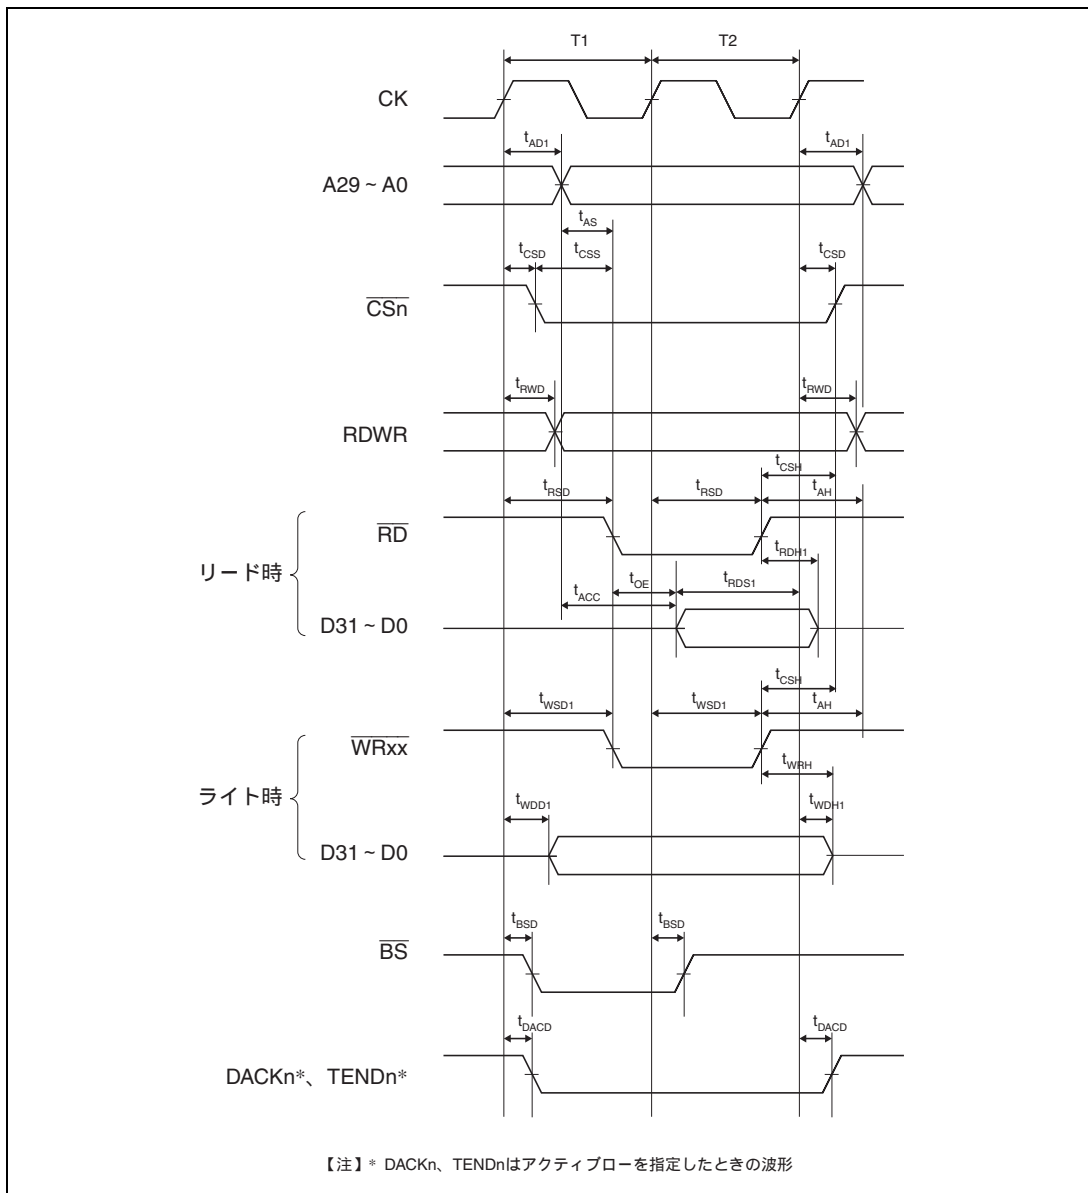 T1 T2
CK
tAD1 tAD1
A29 ~ A0
tAS
tCSD tCSS tCSD
CSn
tRWD tRWD
RDWR
tCSH
tRSD tRSD tAH
RD
tRDH1
リード時
tOE tRDS1
tACC
D31 ~ D0
tCSH
tWSD1 tWSD1 tAH
WRxx
tWRH
ライト時
tWDD1 tWDH1
D31 ~ D0
tBSD tBSD
BS
tDACD tDACD
DACKn*、TENDn*
【注】* DACKn、TENDnはアクティブローを指定したときの波形